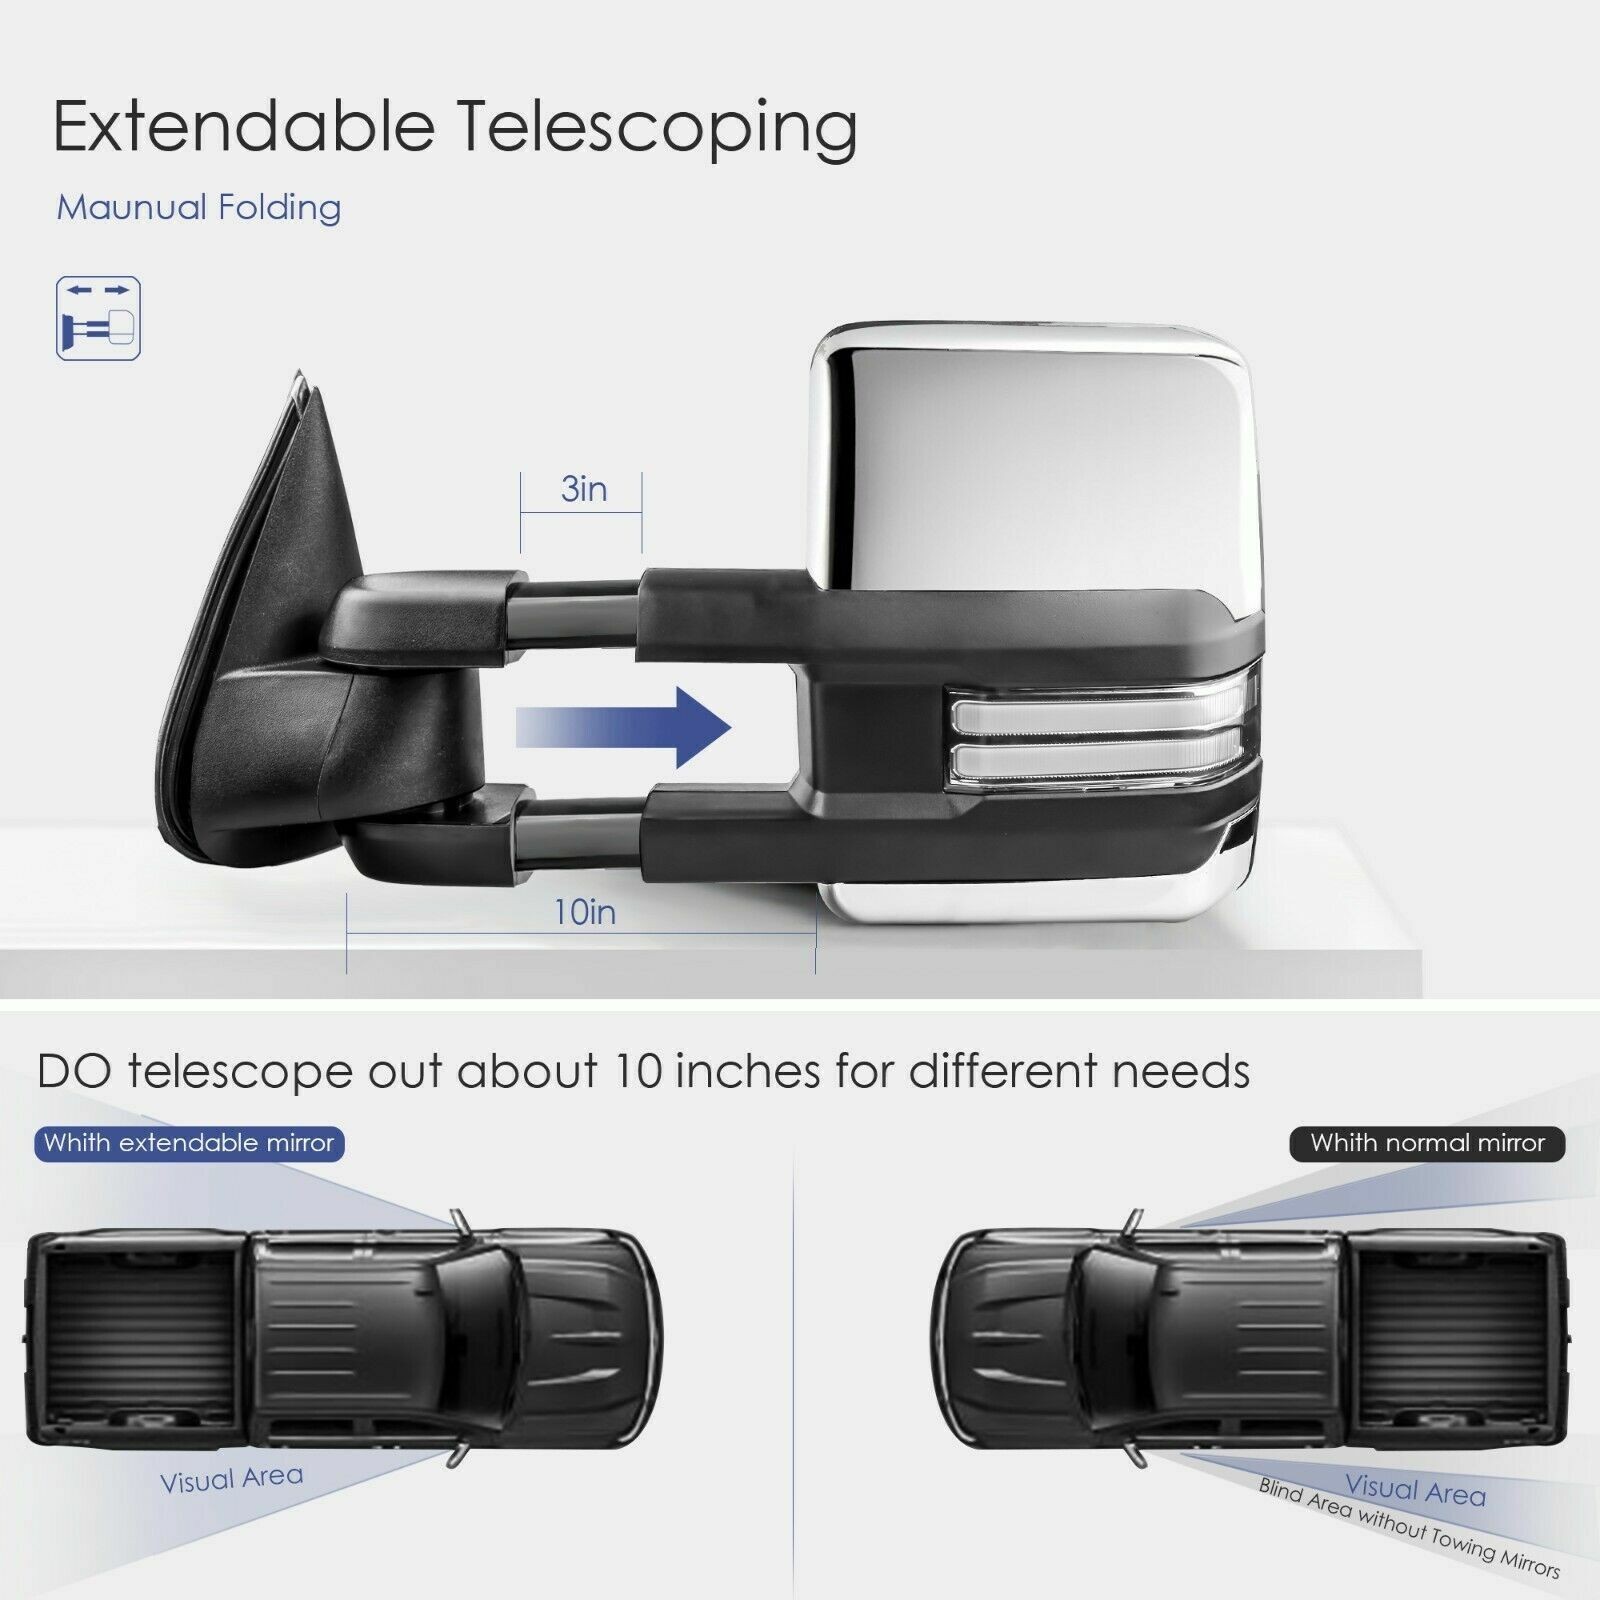 Extendable Telescoping
Maunual Folding
3in
10in
DO telescope out about 10 inches for different needs
Whith extendable mirror
Whith normal mirror
Visual Area
Visual Area
Blind Area without Towing Mirrors